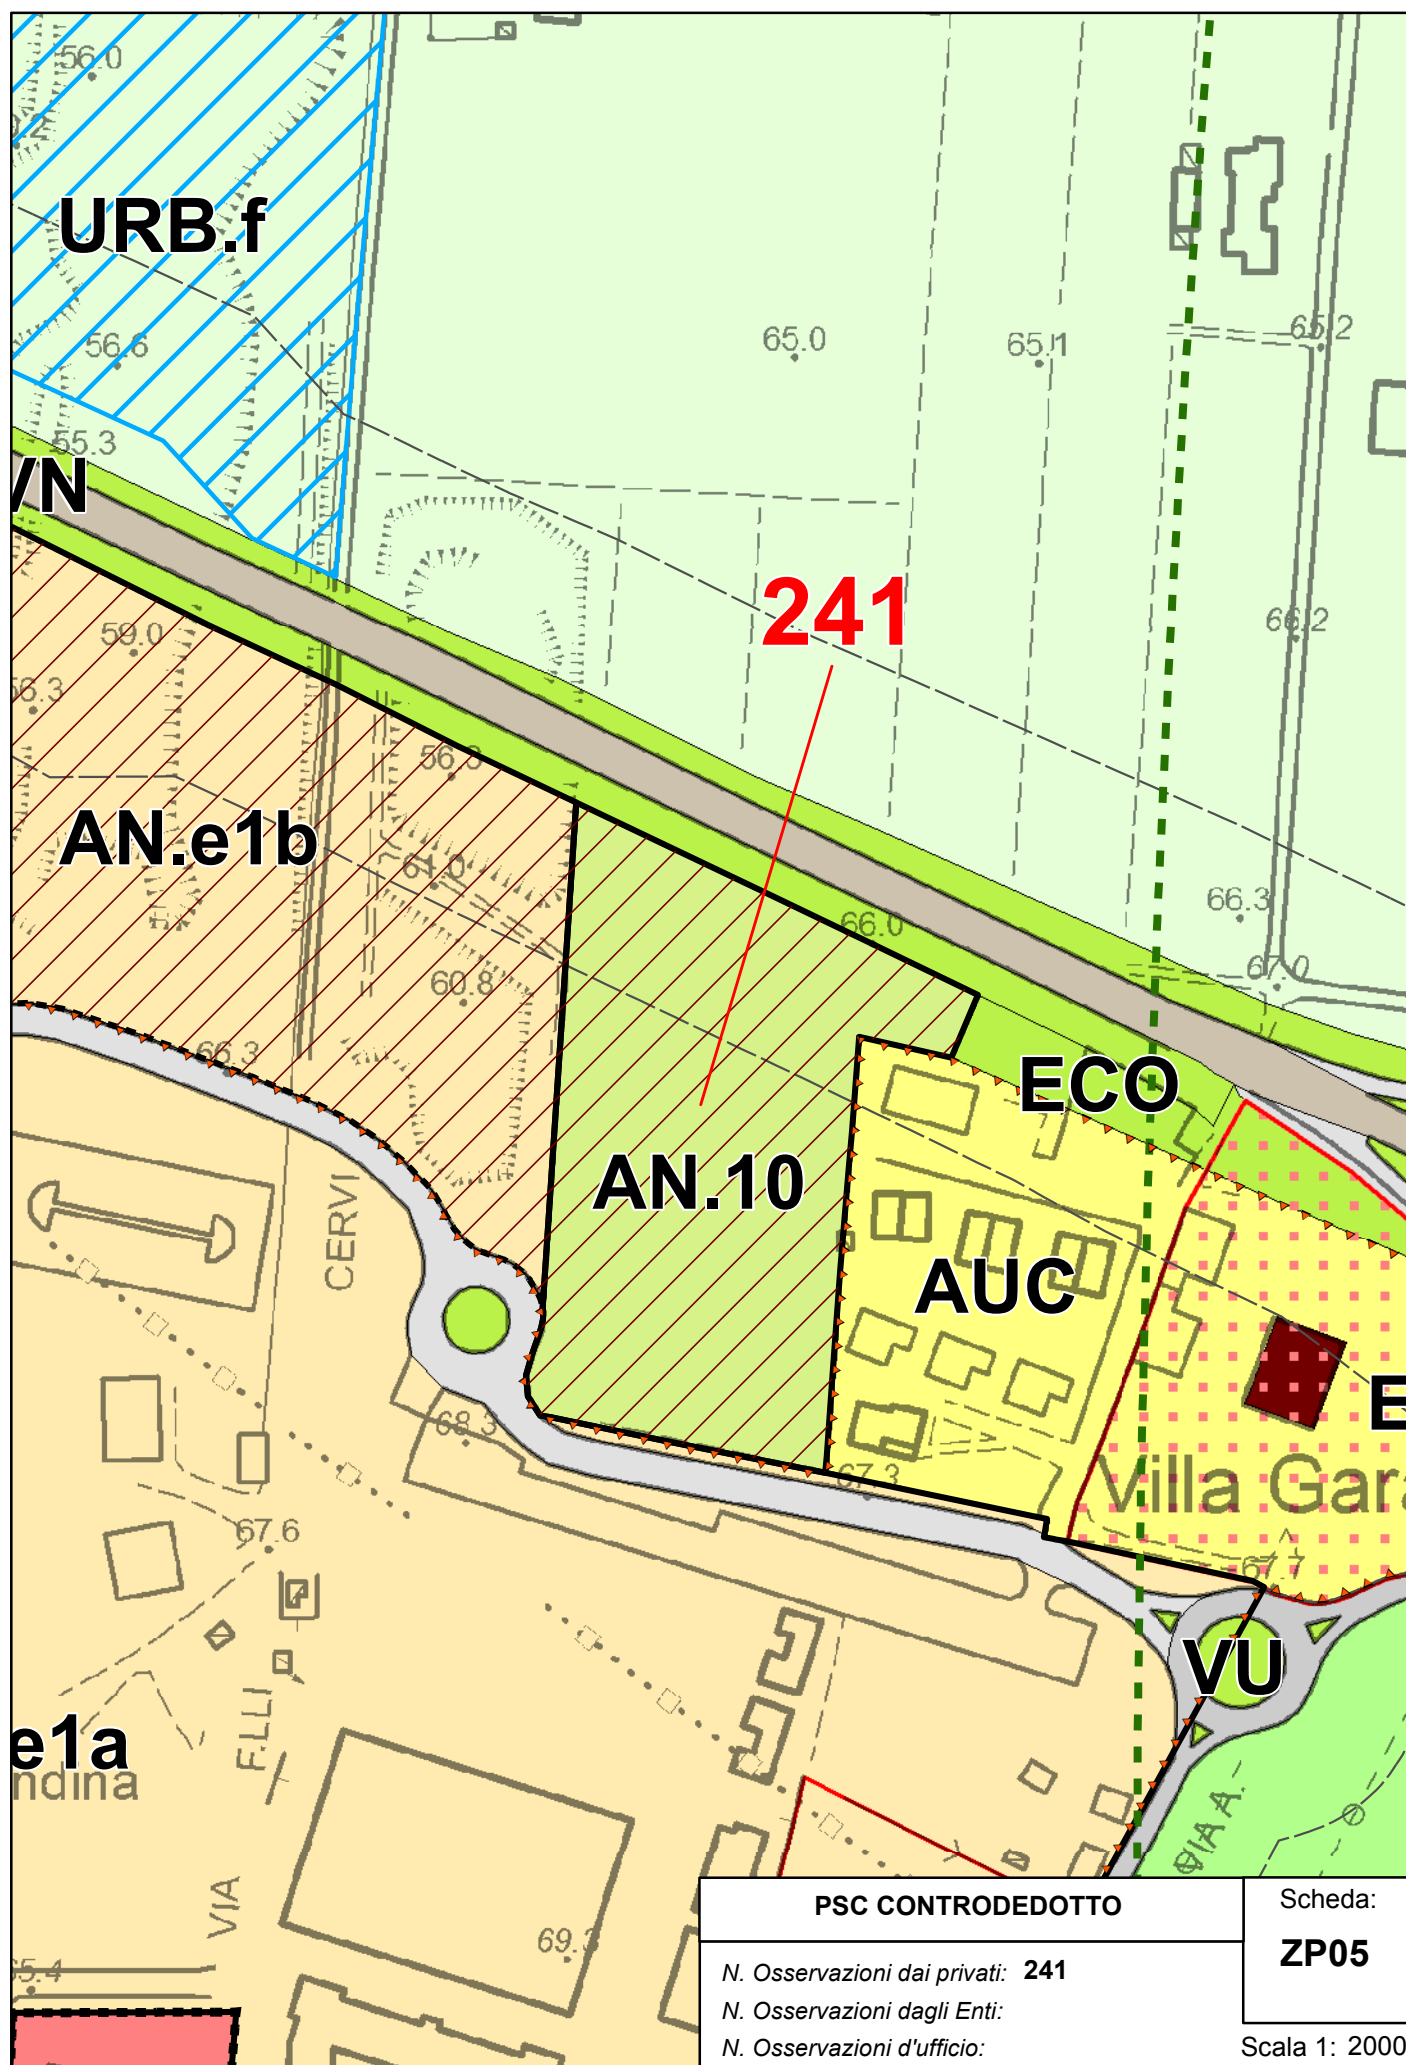 56.0
URB.f
56.6
65.0
65.1
65.2
55.3
VN
241
59.0
66.2
56.3
56.3
AN.e1b
61.0
66.0
66.3
60.8
67.0
66.3
ECO
AN.10
CERVI
AUC
E
68.3
67.3
Villa Gara
67.6
67.7
VU
F.LLI
e1a
ndina
VIA A.
VIA
69.3
65.4
PSC CONTRODEDOTTO
Scheda:
ZP05
N. Osservazioni dai privati: 241
N. Osservazioni dagli Enti:
N. Osservazioni d'ufficio:
Scala 1: 2000